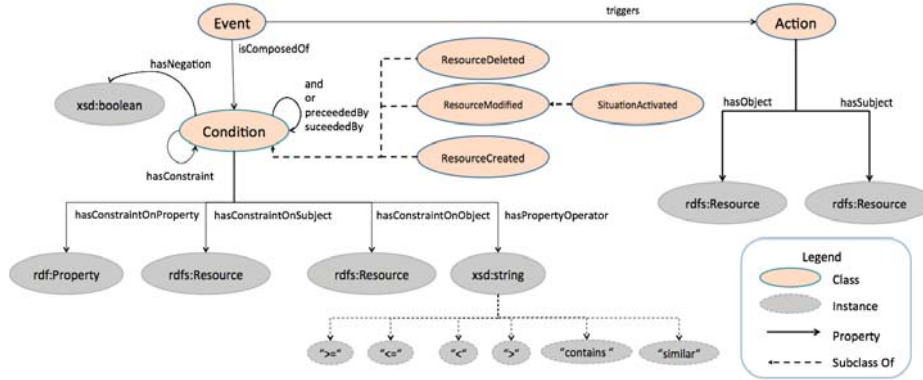 Event
triggers
Action
isComposedOf
hasNegation
xsd:boolean
and
or
preceededBy
suceededBy
Condition
hasConstraint
ResourceDeleted
ResourceModified
SituationActivated
ResourceCreated
hasObject
hasSubject
rdfs:Resource
rdfs:Resource
hasConstraintOnProperty
hasConstraintOnSubject
hasConstraintOnObject
hasPropertyOperator
rdf:Property
rdfs:Resource
rdfs:Resource
xsd:string
">="
"<="
"<"
">"
"contains"
"similar"
Legend
Class
Instance
Property
Subclass Of